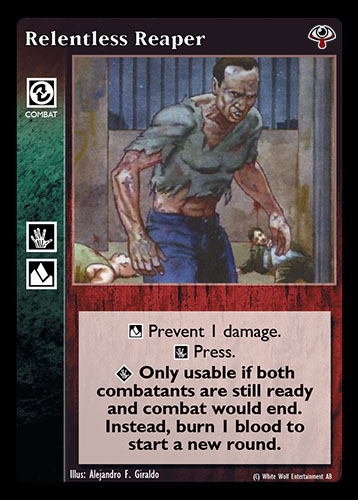 Relentless Reaper
COMBAT
Prevent 1 damage.
Press.
Only usable if both
combatants are still ready
and combat would end.
Instead, burn 1 blood to
start a new round.
Illus: Alejandro F. Giraldo
(C) White Wolf Entertainment AB